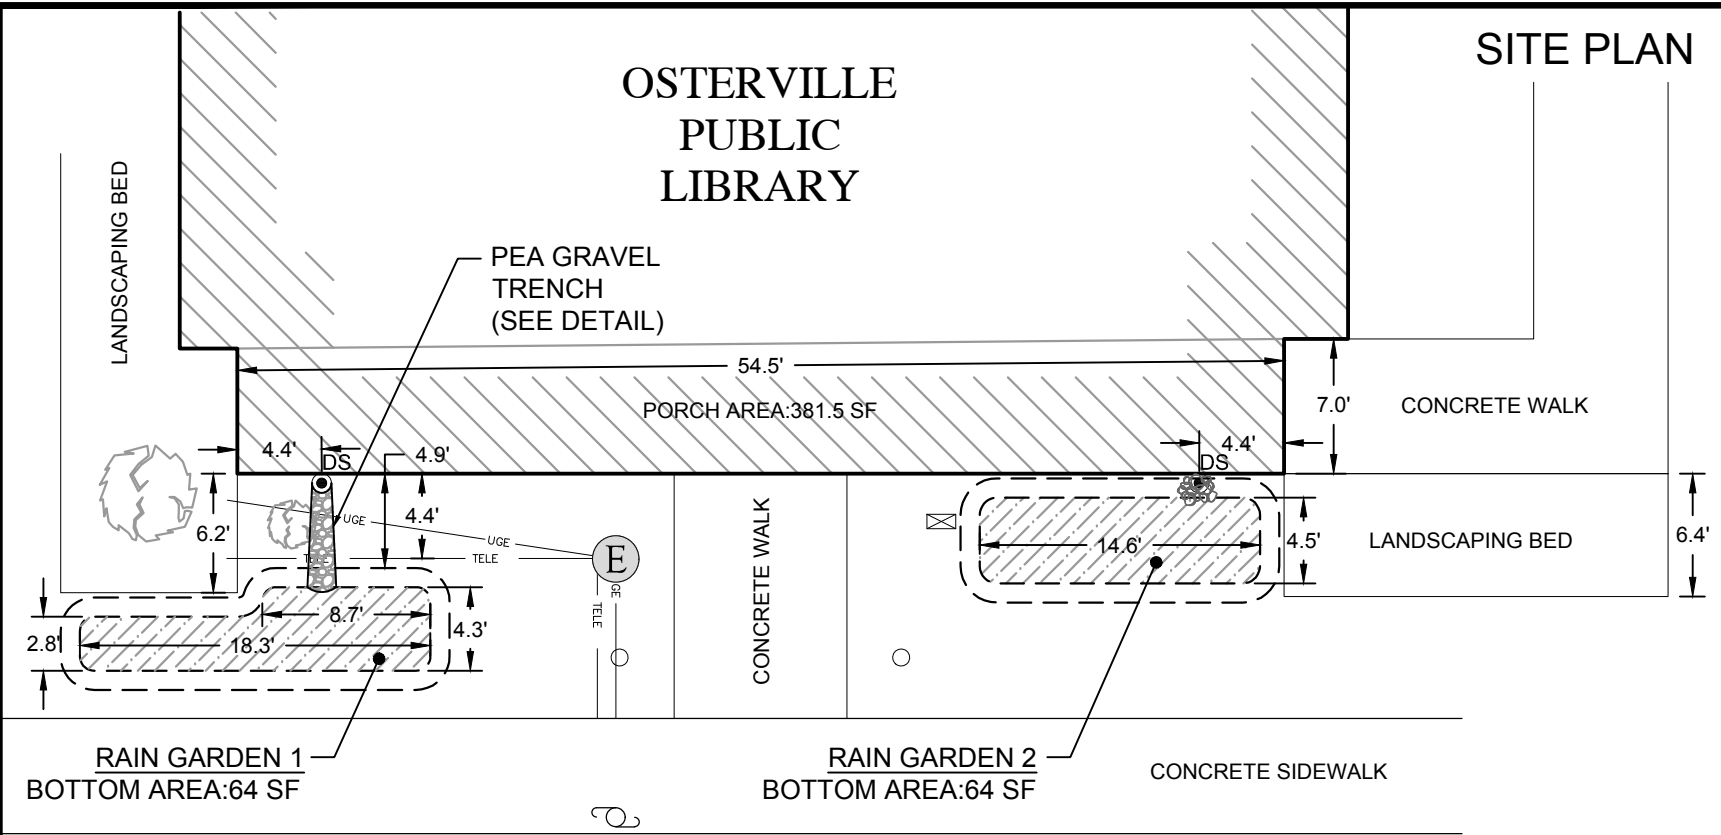 SITE PLAN
OSTERVILLE
PUBLIC
LIBRARY
LANDSCAPING BED
PEA GRAVEL
TRENCH
(SEE DETAIL)
54.5'
PORCH AREA:381.5 SF
7.0'
CONCRETE WALK
4.4'
DS
4.9'
4.4'
DS
6.2'
UGE
4.4'
UGE
TELE
E
GE
TELE
CONCRETE WALK
14.6'
4.5'
LANDSCAPING BED
6.4'
8.7'
2.8'
18.3'
4.3'
RAIN GARDEN 1
BOTTOM AREA:64 SF
RAIN GARDEN 2
BOTTOM AREA:64 SF
CONCRETE SIDEWALK